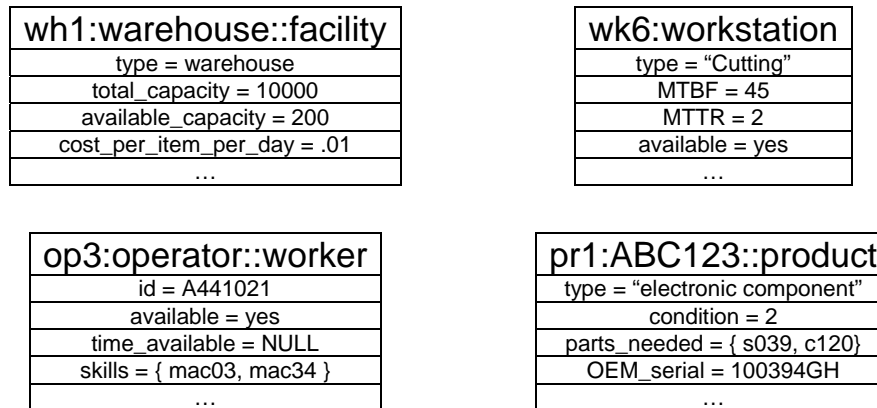 wh1:warehouse::facility
type = warehouse
total_capacity = 10000
available_capacity = 200
cost_per_item_per_day = .01
…
wk6:workstation
type = “Cutting”
MTBF = 45
MTTR = 2
available = yes
…
op3:operator::worker
id = A441021
available = yes
time_available = NULL
skills = { mac03, mac34 }
…
pr1:ABC123::product
type = “electronic component”
condition = 2
parts_needed = { s039, c120}
OEM_serial = 100394GH
…